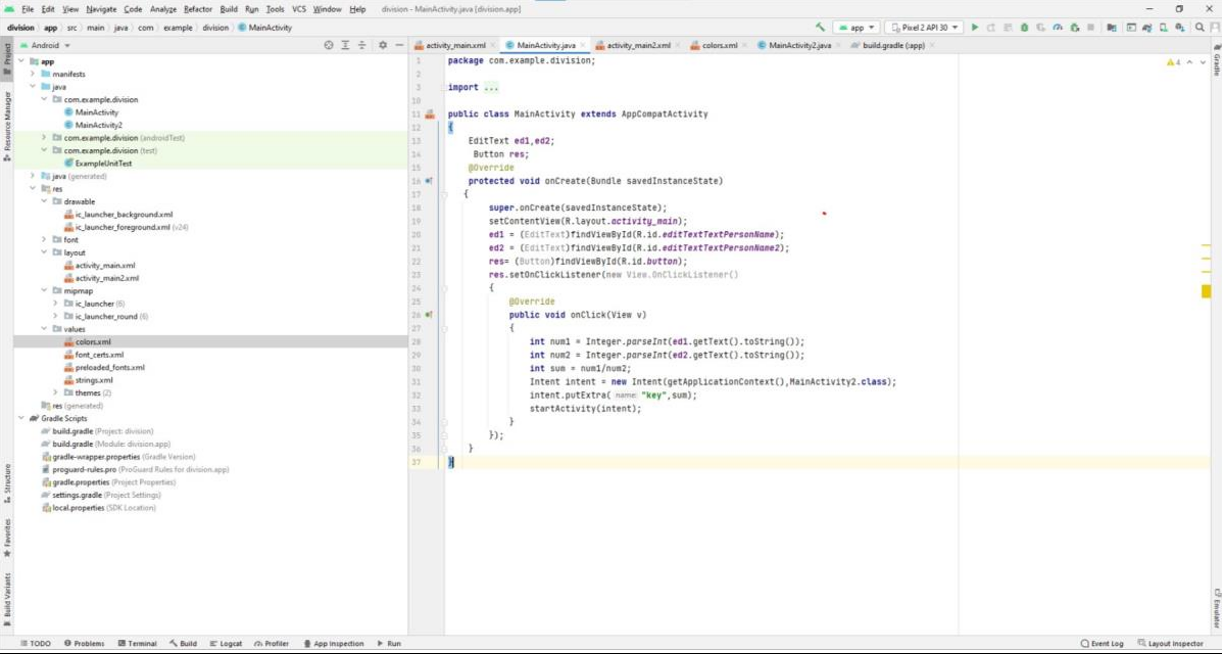 File Edit View Navigate Code Analyze Refactor Build Run Tools VCS Window Help division - MainActivity.java [division.app]
division app src main java com example division MainActivity app Pixel 2 API 30
Android
activity_main.xml MainActivity.java activity_main2.xml colors.xml MainActivity2.java build.gradle (:app)
Project
Resource Manager
Structure
Favorites
Build Variants
app
manifests
java
com.example.division
MainActivity
MainActivity2
com.example.division (androidTest)
com.example.division (test)
ExampleUnitTest
java (generated)
res
drawable
ic_launcher_background.xml
ic_launcher_foreground.xml (v24)
font
layout
activity_main.xml
activity_main2.xml
mipmap
ic_launcher (6)
ic_launcher_round (6)
values
colors.xml
font_certs.xml
preloaded_fonts.xml
strings.xml
themes (2)
res (generated)
Gradle Scripts
build.gradle (Project: division)
build.gradle (Module: division.app)
gradle-wrapper.properties (Gradle Version)
proguard-rules.pro (ProGuard Rules for division.app)
gradle.properties (Project Properties)
settings.gradle (Project Settings)
local.properties (SDK Location)
1 package com.example.division;
2
3 import ...
10
11 public class MainActivity extends AppCompatActivity
12 {
13 EditText ed1,ed2;
14 Button res;
15 @Override
16 protected void onCreate(Bundle savedInstanceState)
17 {
18 super.onCreate(savedInstanceState);
19 setContentView(R.layout.activity_main);
20 ed1 = (EditText)findViewById(R.id.editTextTextPersonName);
21 ed2 = (EditText)findViewById(R.id.editTextTextPersonName2);
22 res= (Button)findViewById(R.id.button);
23 res.setOnClickListener(new View.OnClickListener()
24 {
25 @Override
26 public void onClick(View v)
27 {
28 int num1 = Integer.parseInt(ed1.getText().toString());
29 int num2 = Integer.parseInt(ed2.getText().toString());
30 int sum = num1/num2;
31 Intent intent = new Intent(getApplicationContext(),MainActivity2.class);
32 intent.putExtra( name: "key",sum);
33 startActivity(intent);
34 }
35 });
36 }
37 }
4
Gradle
Emulator
TODO Problems Terminal Build Logcat Profiler App Inspection Run Event Log Layout Inspector